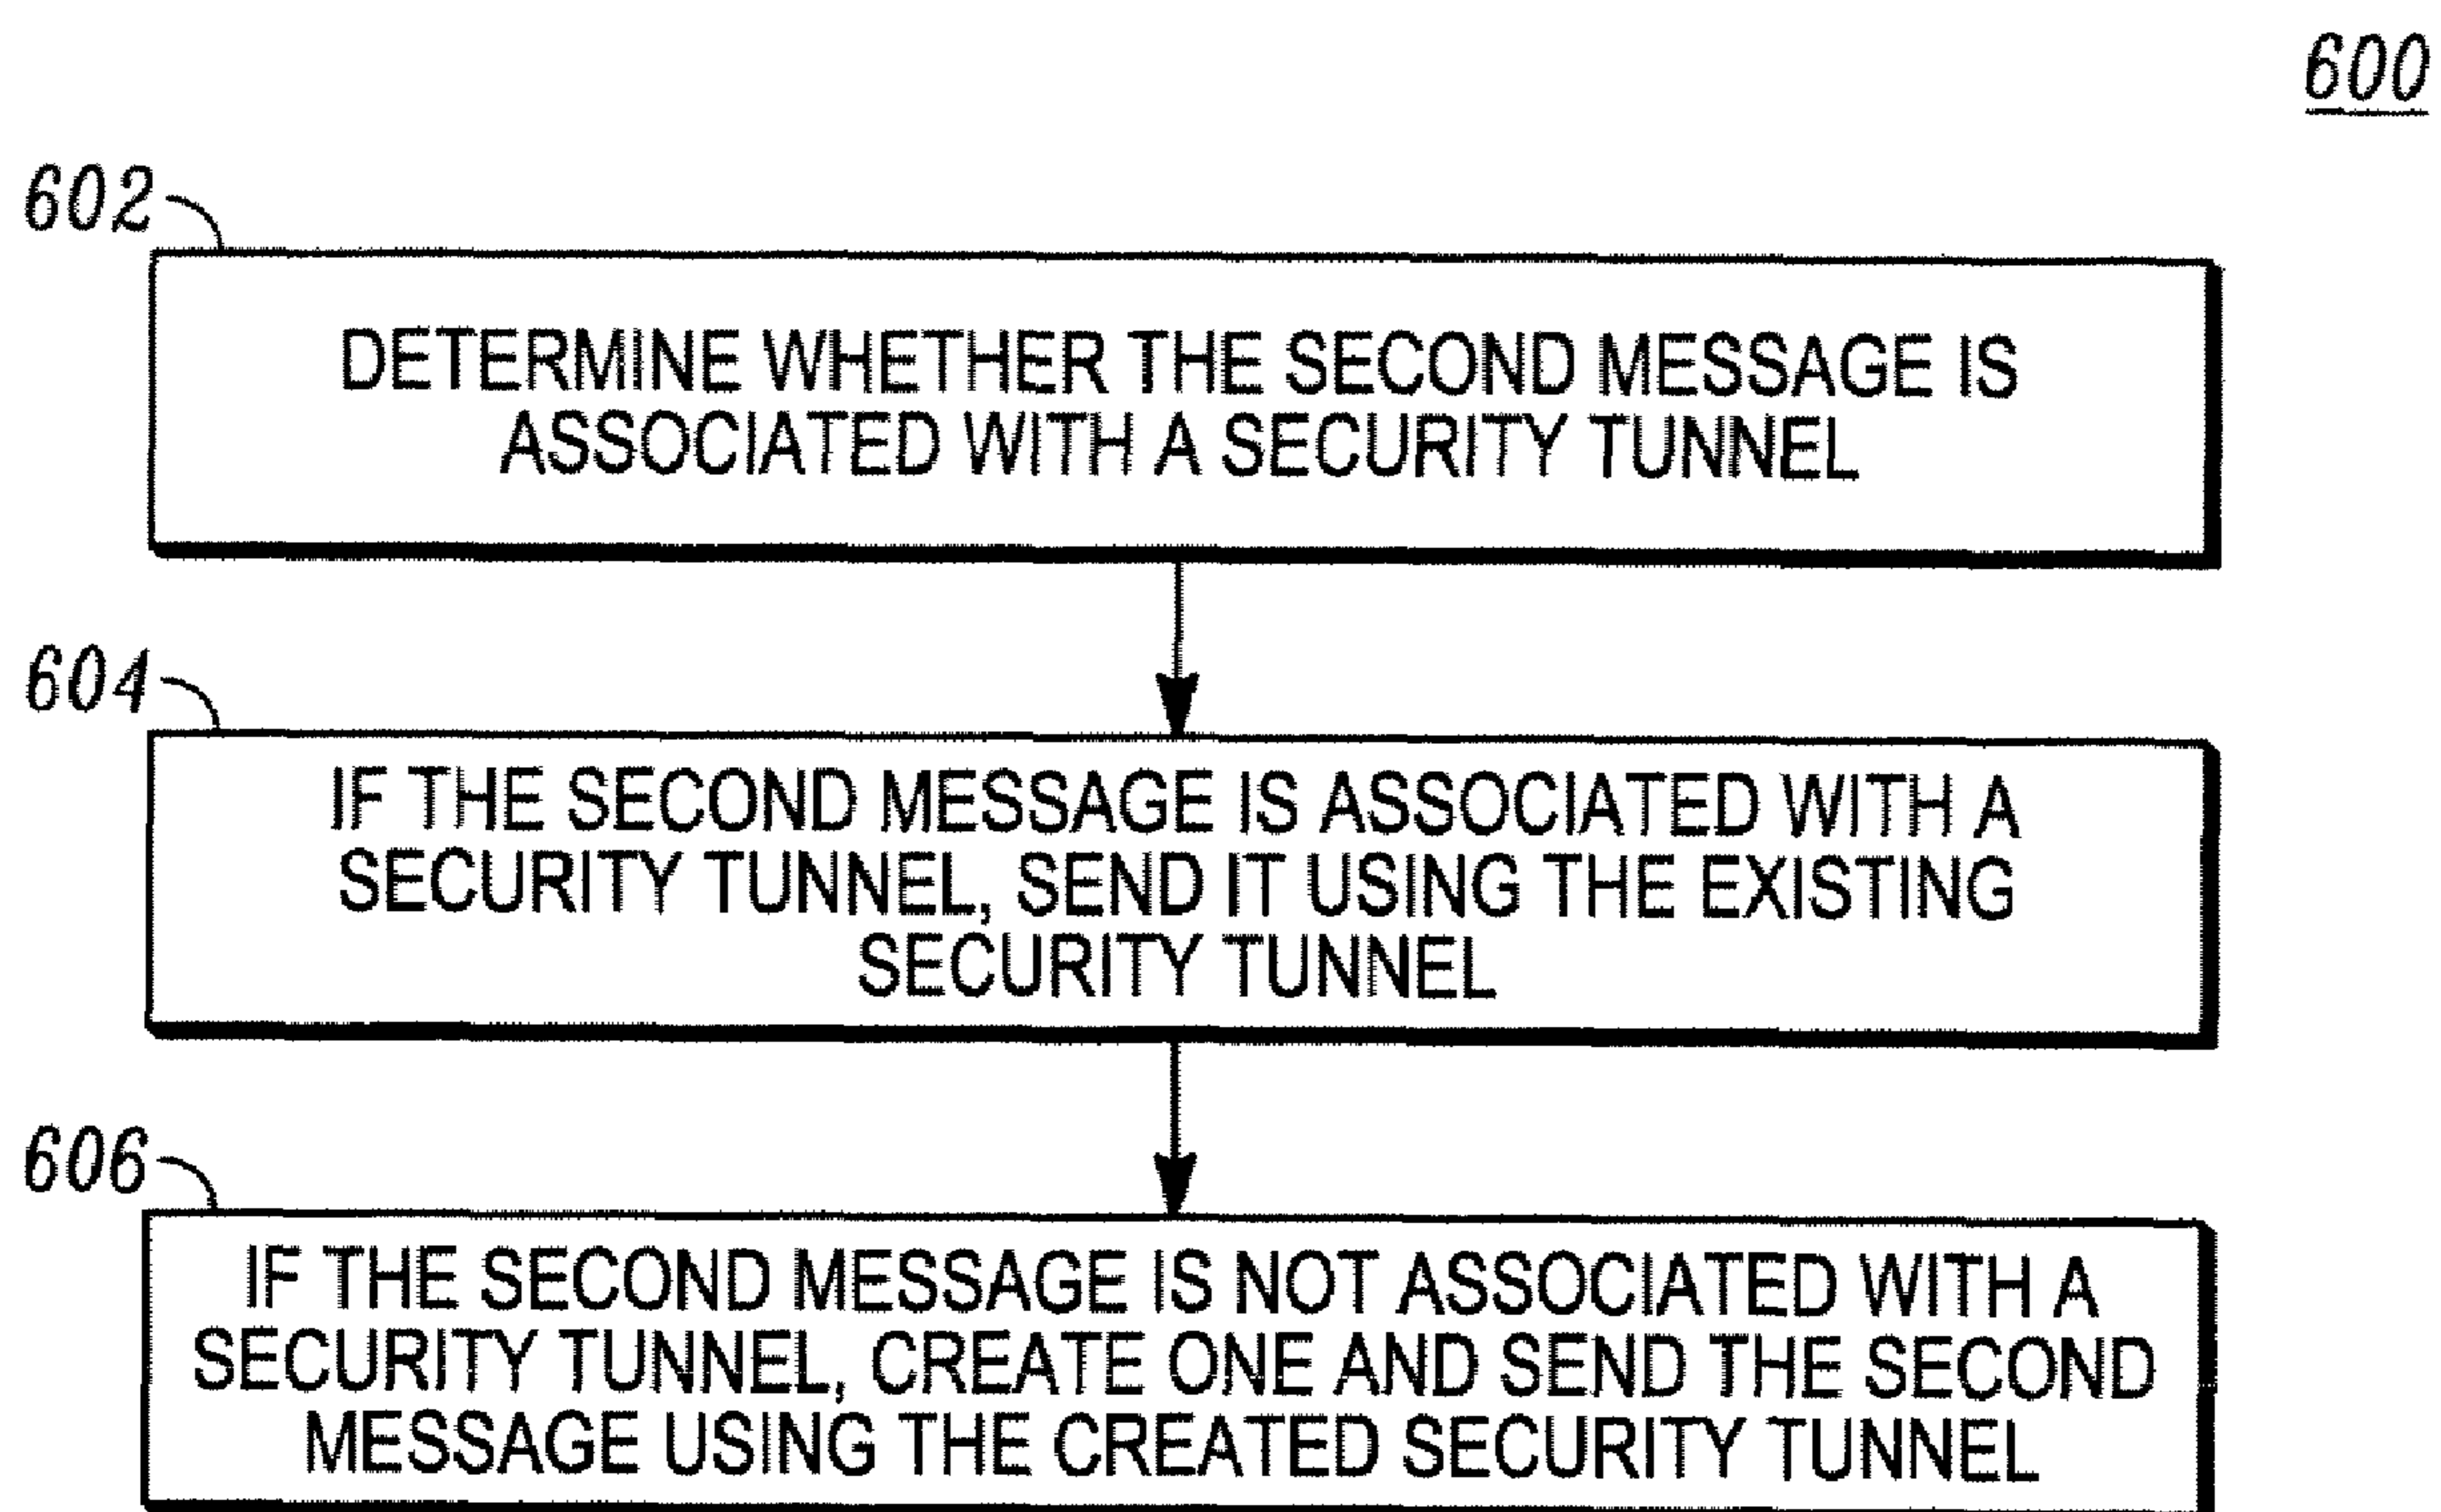 600
602
DETERMINE WHETHER THE SECOND MESSAGE IS
ASSOCIATED WITH A SECURITY TUNNEL
604
IF THE SECOND MESSAGE IS ASSOCIATED WITH A
SECURITY TUNNEL, SEND IT USING THE EXISTING
SECURITY TUNNEL
606
IF THE SECOND MESSAGE IS NOT ASSOCIATED WITH A
SECURITY TUNNEL, CREATE ONE AND SEND THE SECOND
MESSAGE USING THE CREATED SECURITY TUNNEL